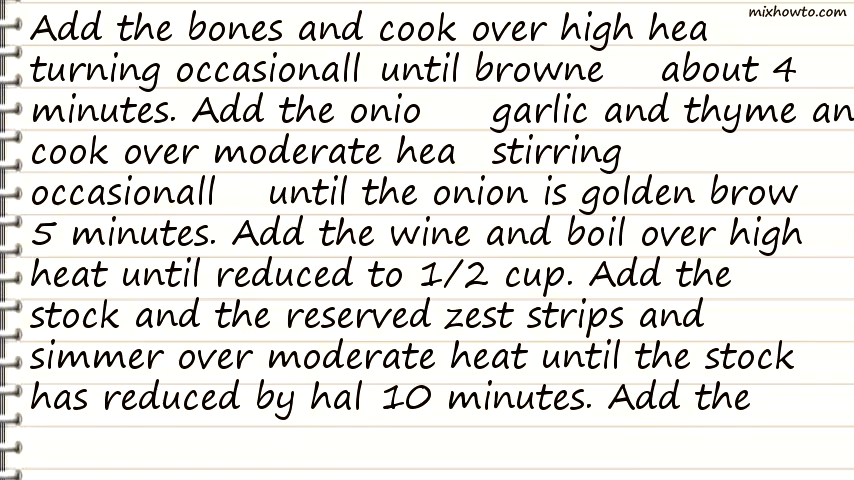 mixhowto.com
Add the bones and cook over high hea
turning occasionall until browne about 4
minutes. Add the onio garlic and thyme an
cook over moderate hea stirring
occasionall until the onion is golden brow
5 minutes. Add the wine and boil over high
heat until reduced to 1/2 cup. Add the
stock and the reserved zest strips and
simmer over moderate heat until the stock
has reduced by hal 10 minutes. Add the